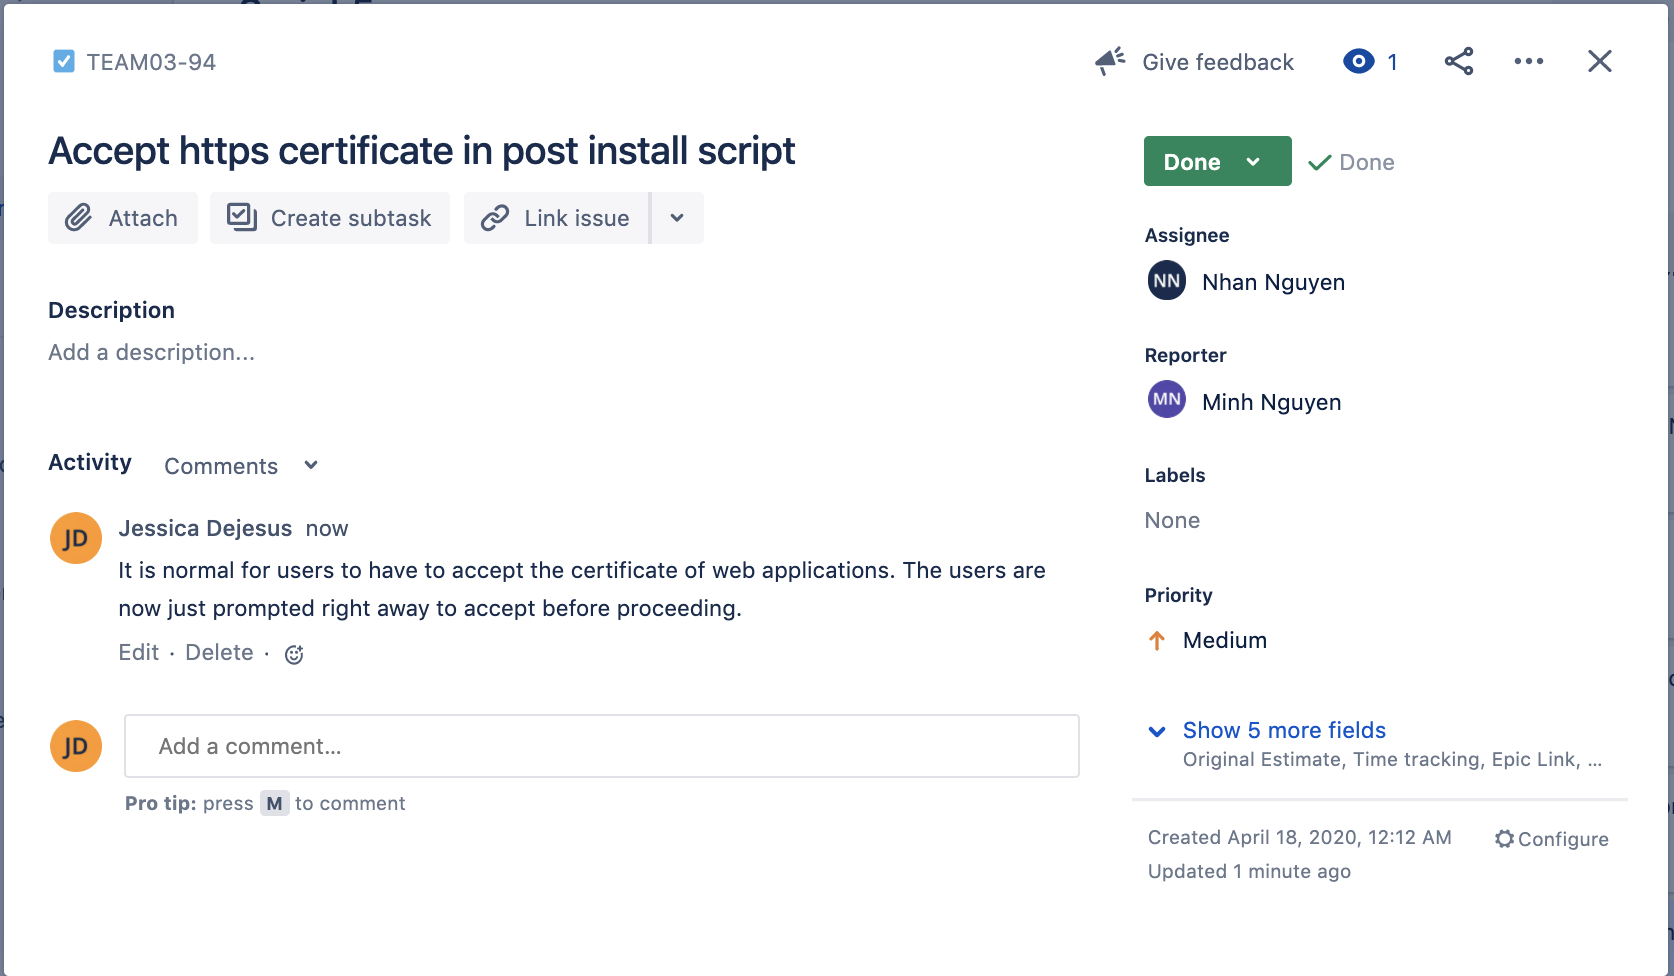 TEAM03-94
Give feedback
1
Accept https certificate in post install script
Attach
Create subtask
Link issue
Done
Done
Assignee
NN
Nhan Nguyen
Reporter
MN
Minh Nguyen
Labels
None
Priority
Medium
Show 5 more fields
Original Estimate, Time tracking, Epic Link, ...
Created April 18, 2020, 12:12 AM
Configure
Updated 1 minute ago
Description
Add a description...
Activity
Comments
JD
Jessica Dejesus now
It is normal for users to have to accept the certificate of web applications. The users are
now just prompted right away to accept before proceeding.
Edit · Delete ·
JD
Add a comment...
Pro tip: press M to comment